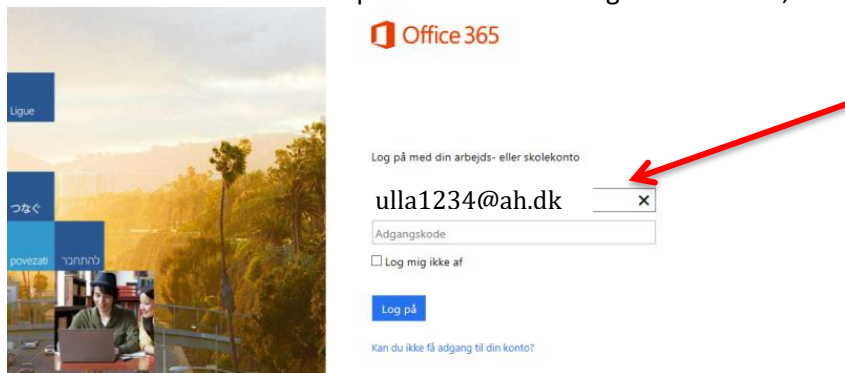 Office 365
Ligue
つなぐ
povezati
להתחבר
Log på med din arbejds- eller skolekonto
ulla1234@ah.dk
Adgangskode
Log mig ikke af
Log på
Kan du ikke få adgang til din konto?